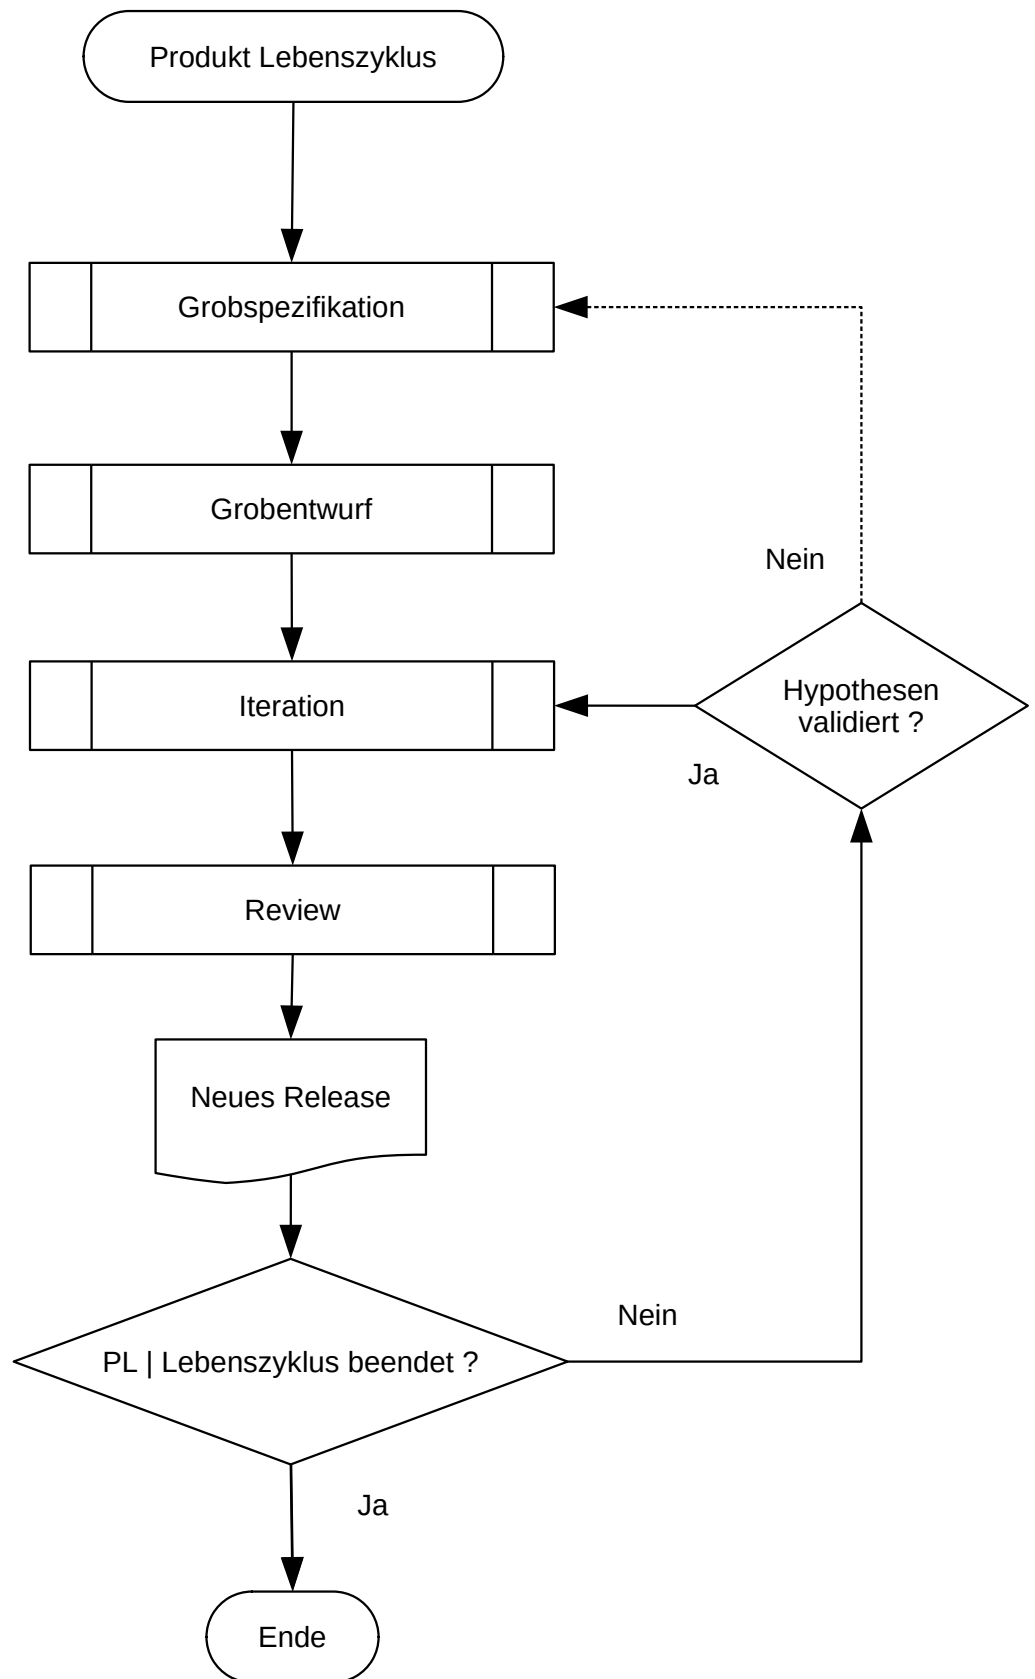 Produkt Lebenszyklus
Grobspezifikation
Grobentwurf
Nein
Iteration
Hypothesen
validiert ?
Ja
Review
Neues Release
Nein
PL | Lebenszyklus beendet ?
Ja
Ende